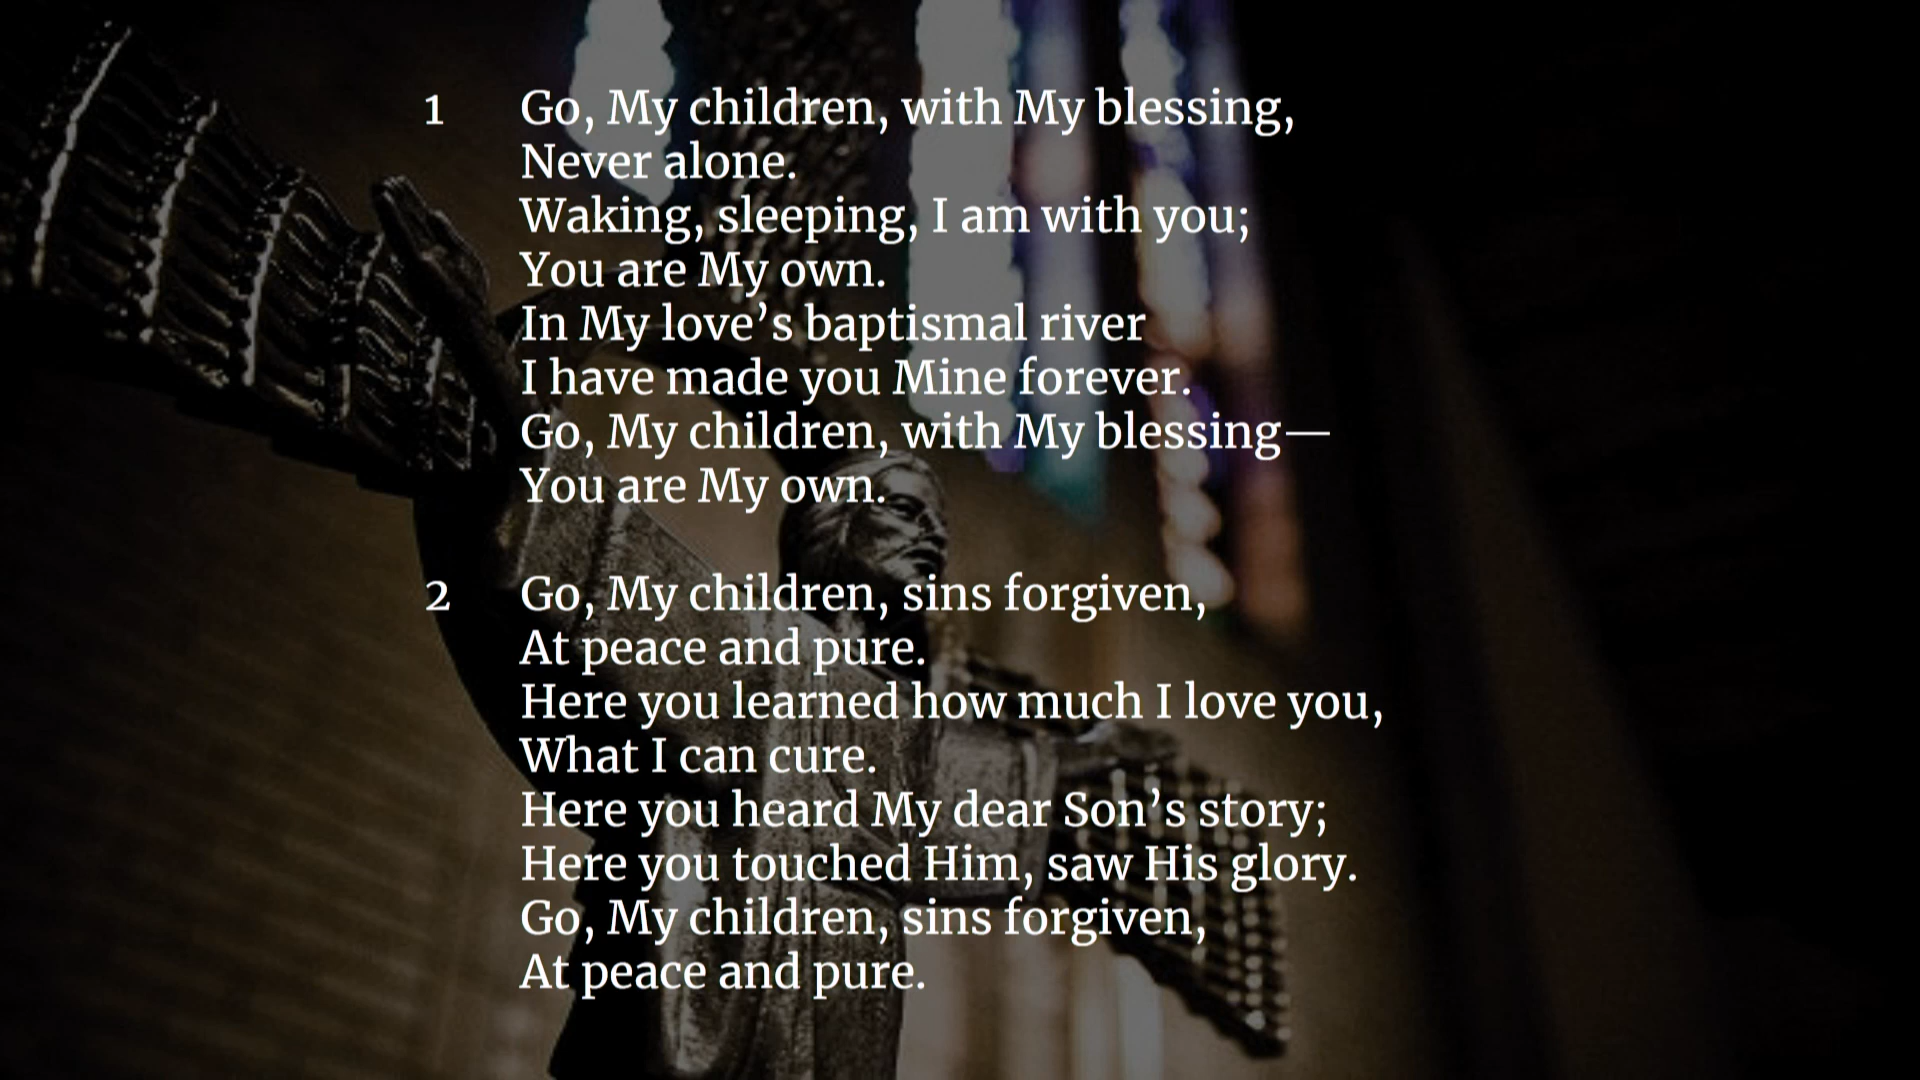 1 Go, My children, with My blessing,
Never alone.
Waking, sleeping, I am with you;
You are My own.
In My love’s baptismal river
I have made you Mine forever.
Go, My children, with My blessing—
You are My own.
2 Go, My children, sins forgiven,
At peace and pure.
Here you learned how much I love you,
What I can cure.
Here you heard My dear Son’s story;
Here you touched Him, saw His glory.
Go, My children, sins forgiven,
At peace and pure.